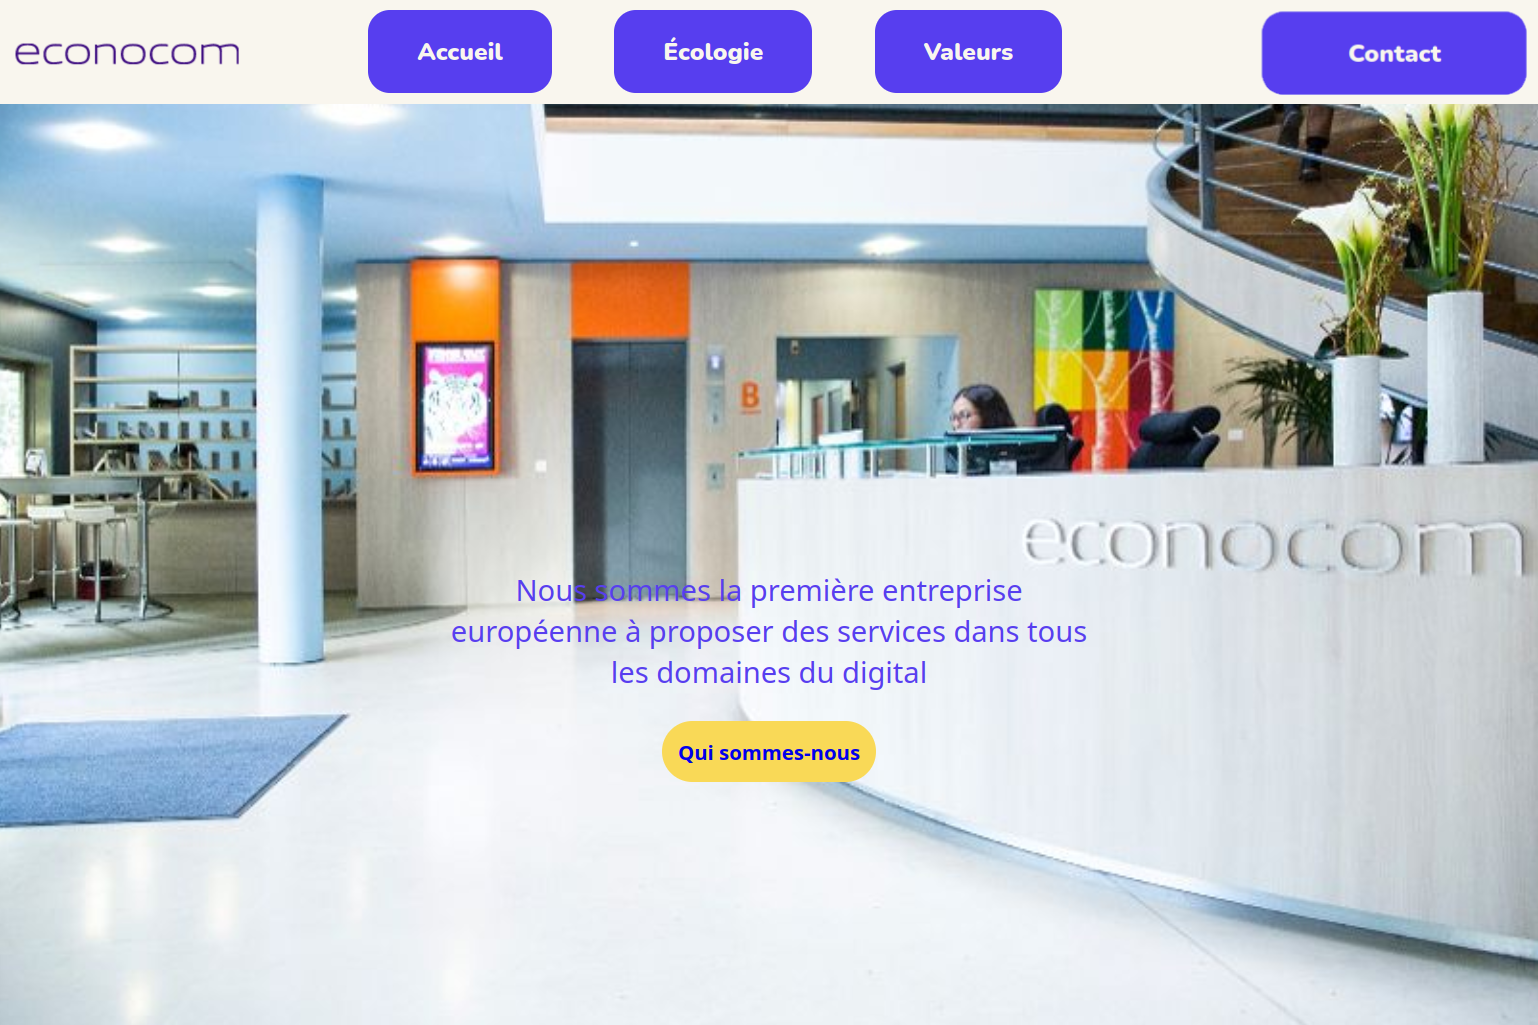 econocom
Accueil
Écologie
Valeurs
Contact
B
econocom
Nous sommes la première entreprise
européenne à proposer des services dans tous
les domaines du digital
Qui sommes-nous